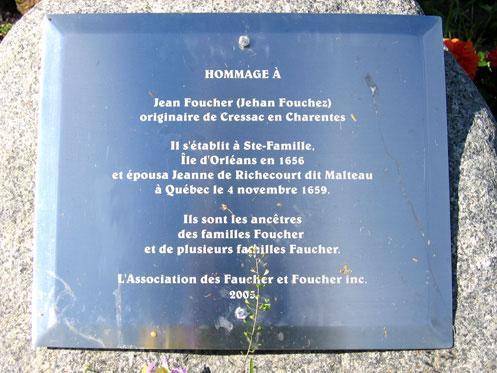 HOMMAGE À
Jean Foucher (Jehan Fouchez)
originaire de Cressac en Charentes
Il s'établit à Ste-Famille,
Île d'Orléans en 1656
et épousa Jeanne de Richecourt dit Malteau
à Québec le 4 novembre 1659.
Ils sont les ancêtres
des familles Foucher
et de plusieurs familles Faucher.
L'Association des Faucher et Foucher inc.
2005